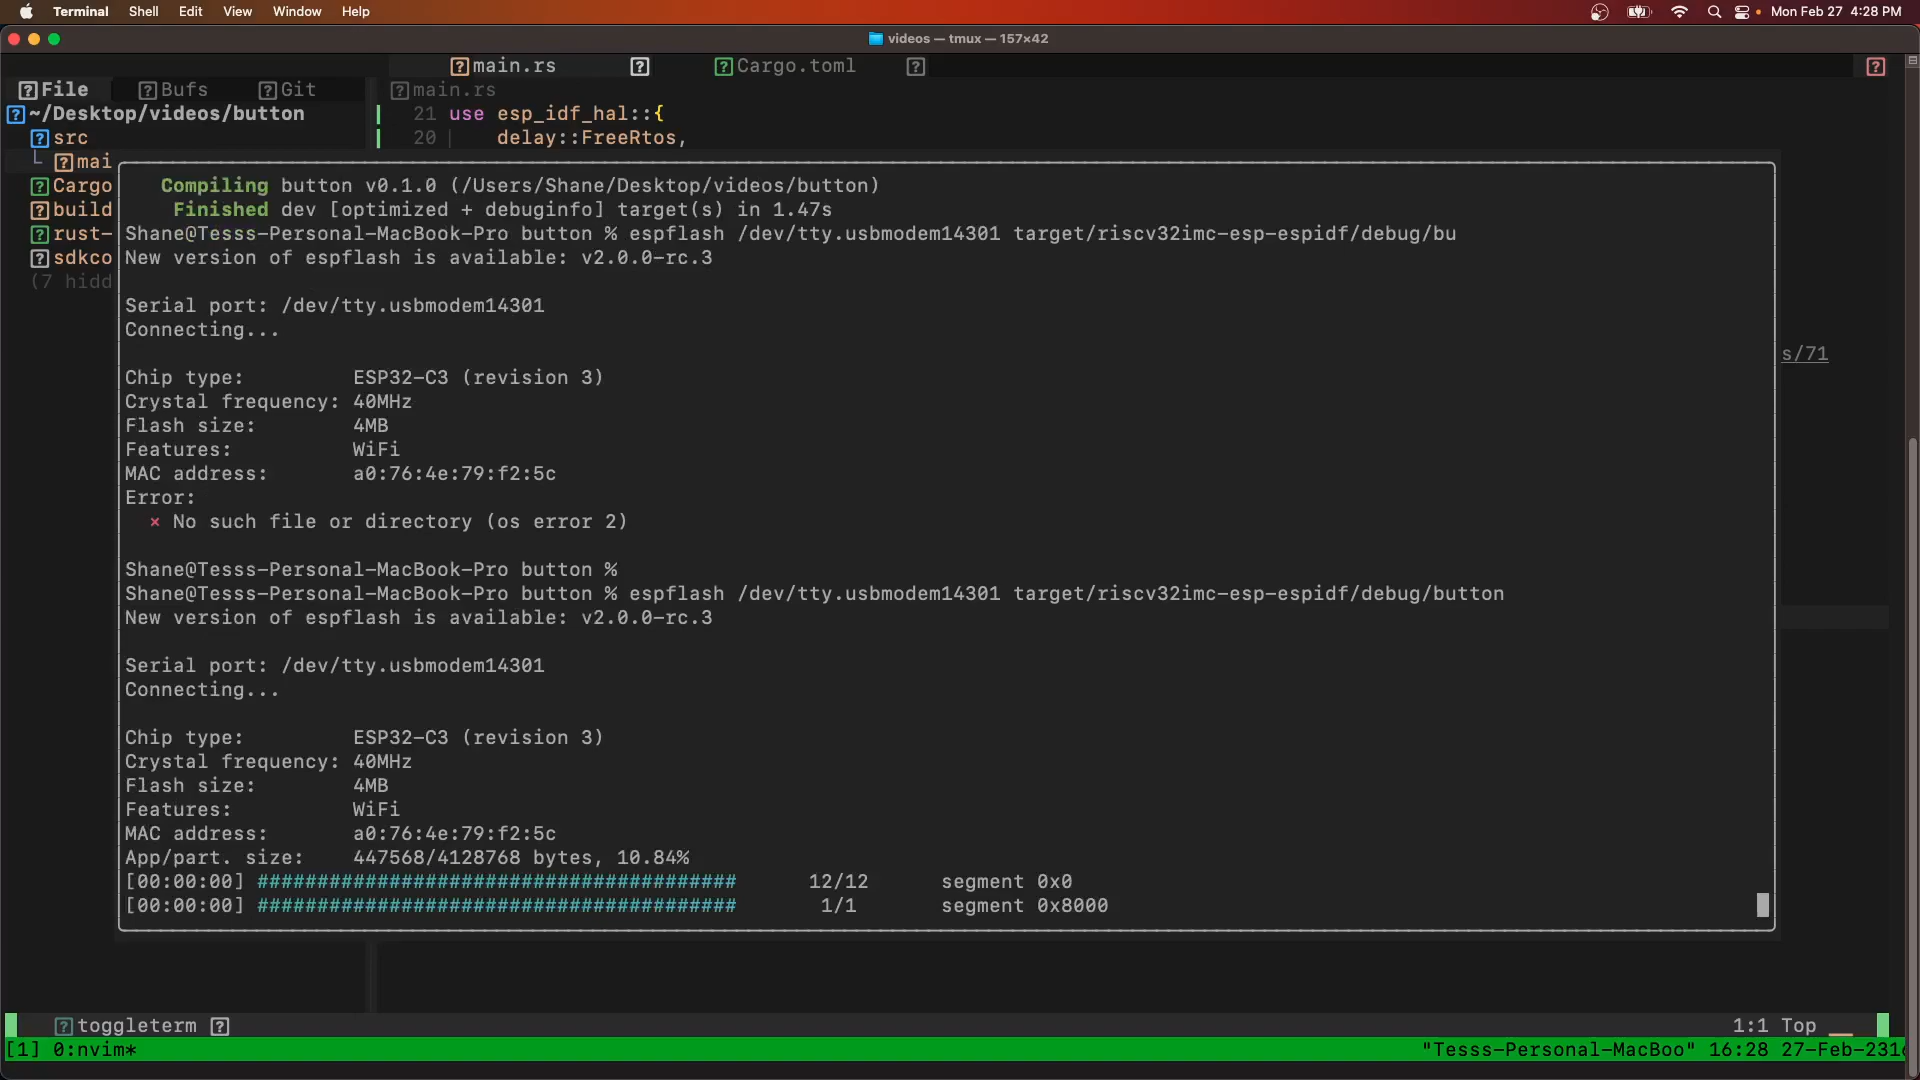 Terminal Shell Edit View Window Help Mon Feb 27 4:28 PM
videos — tmux — 157×42
main.rs Cargo.toml
File Bufs Git main.rs
~/Desktop/videos/button 21 use esp_idf_hal::{
src 20 delay::FreeRtos,
mai
Compiling button v0.1.0 (/Users/Shane/Desktop/videos/button)
Cargo
Finished dev [optimized + debuginfo] target(s) in 1.47s
build
Shane@Tesss-Personal-MacBook-Pro button % espflash /dev/tty.usbmodem14301 target/riscv32imc-esp-espidf/debug/bu
rust-
New version of espflash is available: v2.0.0-rc.3
sdkco
(7 hidd
Serial port: /dev/tty.usbmodem14301
Connecting...
s/71
Chip type: ESP32-C3 (revision 3)
Crystal frequency: 40MHz
Flash size: 4MB
Features: WiFi
MAC address: a0:76:4e:79:f2:5c
Error:
× No such file or directory (os error 2)
Shane@Tesss-Personal-MacBook-Pro button %
Shane@Tesss-Personal-MacBook-Pro button % espflash /dev/tty.usbmodem14301 target/riscv32imc-esp-espidf/debug/button
New version of espflash is available: v2.0.0-rc.3
Serial port: /dev/tty.usbmodem14301
Connecting...
Chip type: ESP32-C3 (revision 3)
Crystal frequency: 40MHz
Flash size: 4MB
Features: WiFi
MAC address: a0:76:4e:79:f2:5c
App/part. size: 447568/4128768 bytes, 10.84%
[00:00:00] ######################################## 12/12 segment 0x0
[00:00:00] ######################################## 1/1 segment 0x8000
toggleterm 1:1 Top
[1] 0:nvim* "Tesss-Personal-MacBoo" 16:28 27-Feb-231